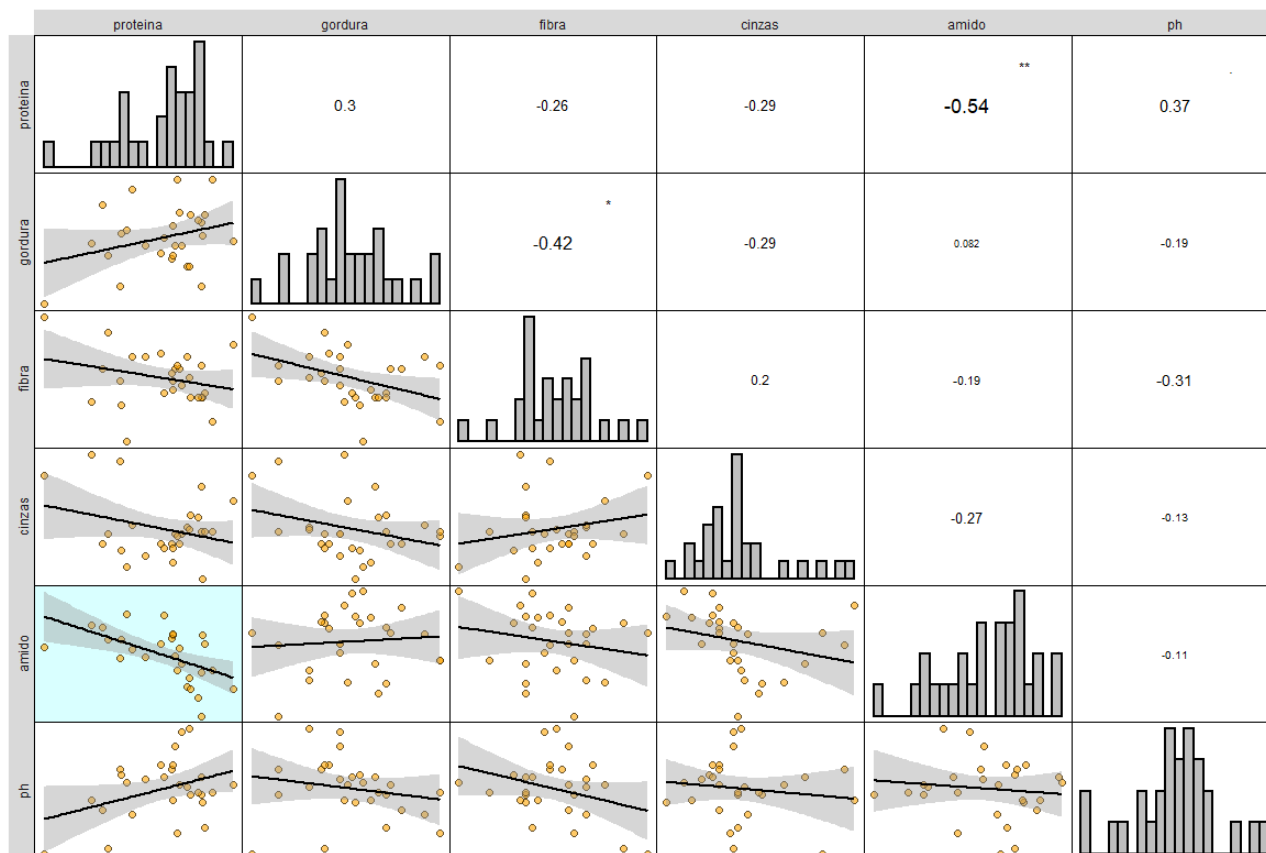 proteina gordura fibra cinzas amido ph
proteina 0.3 -0.26 -0.29 -0.54 ** 0.37 .
gordura -0.42 * -0.29 0.082 -0.19
fibra 0.2 -0.19 -0.31
cinzas -0.27 -0.13
amido -0.11
ph